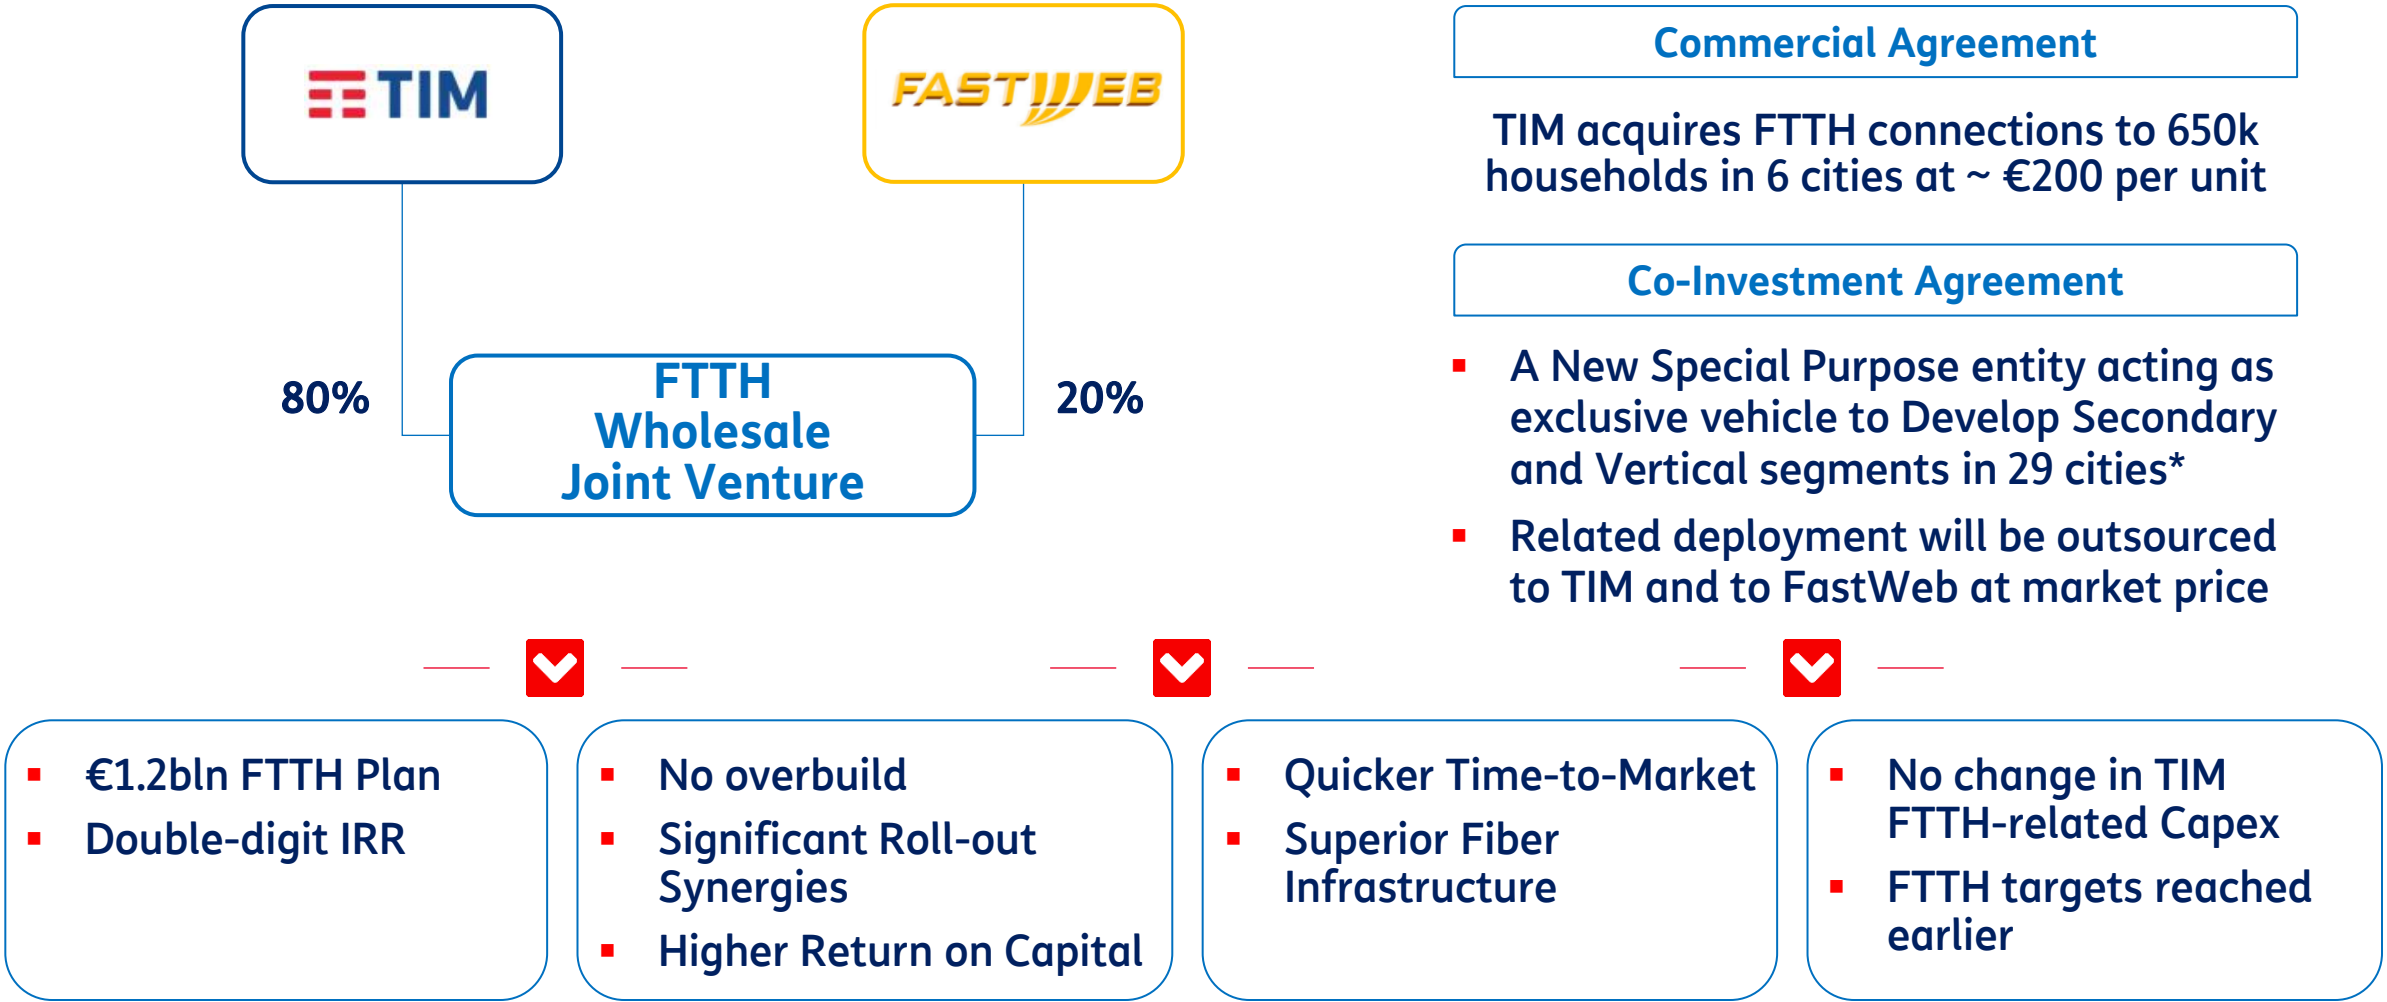 TIM
FASTWEB
80%
20%
FTTH
Wholesale
Joint Venture
Commercial Agreement
TIM acquires FTTH connections to 650k
households in 6 cities at ~ €200 per unit
Co-Investment Agreement
▪ A New Special Purpose entity acting as
exclusive vehicle to Develop Secondary
and Vertical segments in 29 cities*
▪ Related deployment will be outsourced
to TIM and to FastWeb at market price
▪ €1.2bln FTTH Plan
▪ Double-digit IRR
▪ No overbuild
▪ Significant Roll-out
Synergies
▪ Higher Return on Capital
▪ Quicker Time-to-Market
▪ Superior Fiber
Infrastructure
▪ No change in TIM
FTTH-related Capex
▪ FTTH targets reached
earlier